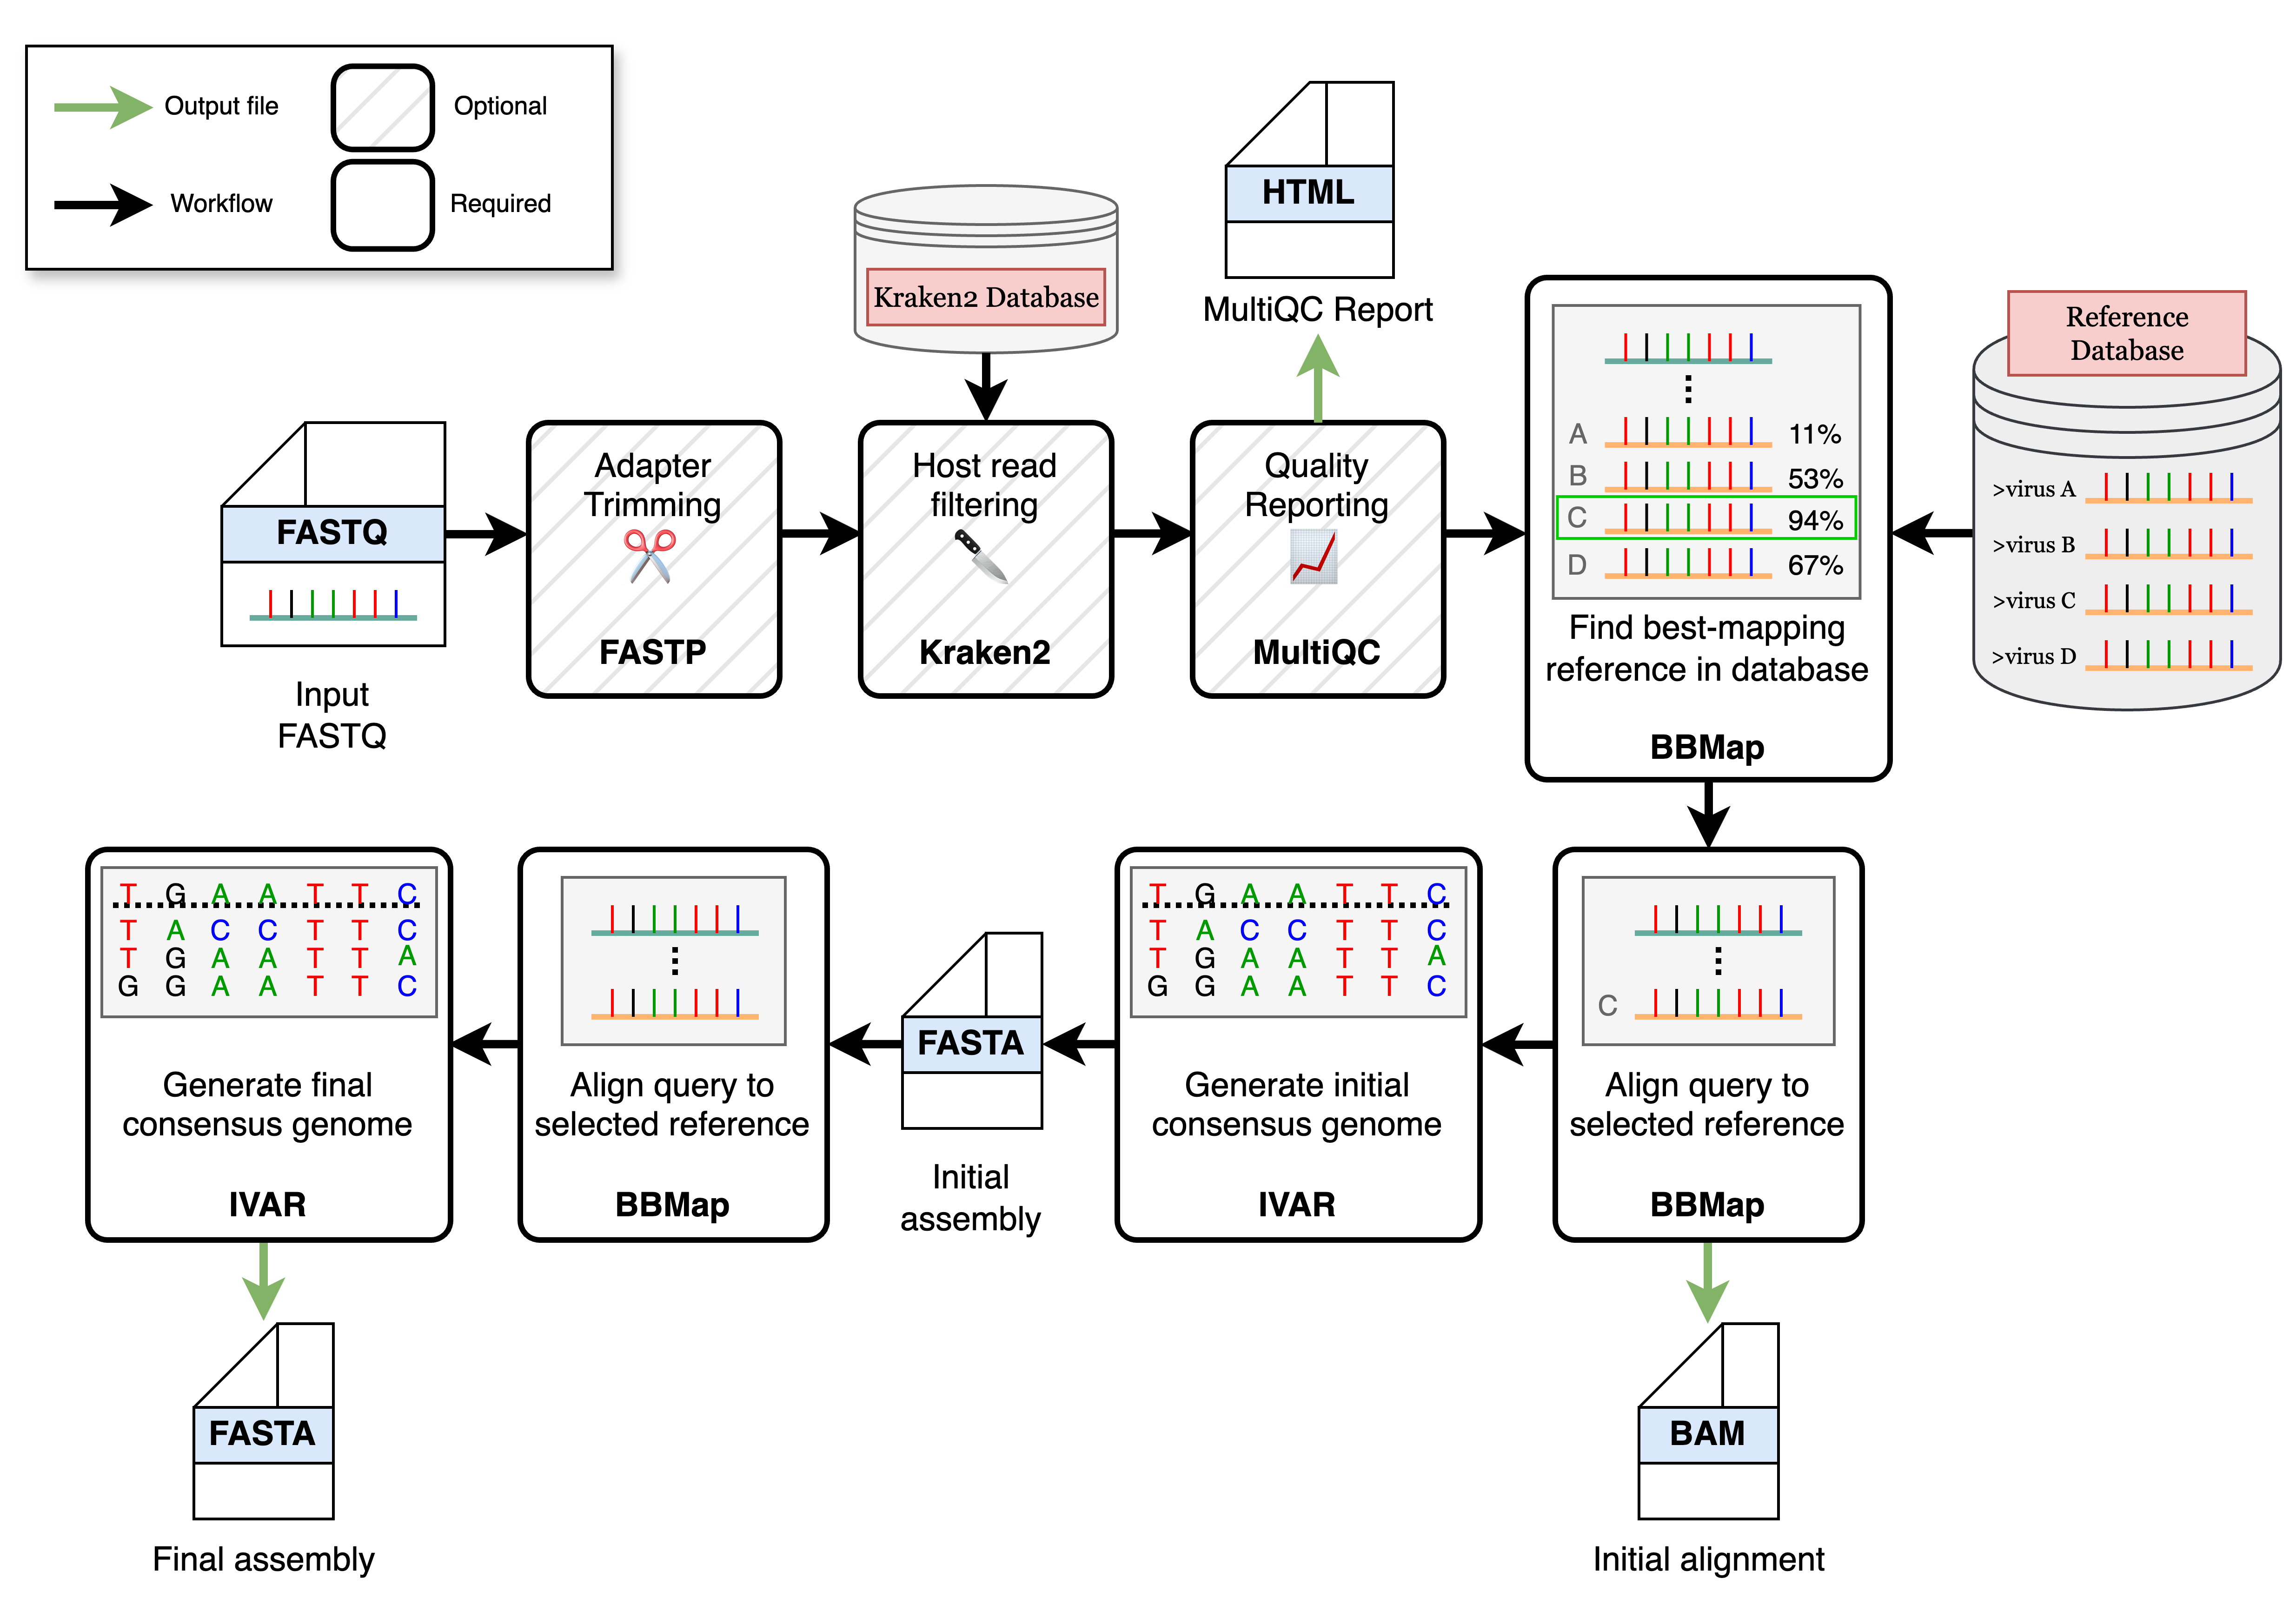 Output file
Optional
Workflow
Required
Kraken2 Database
HTML
MultiQC Report
Reference
Database
>virus A
>virus B
>virus C
>virus D
FASTQ
Input
FASTQ
Adapter
Trimming
FASTP
Host read
filtering
Kraken2
Quality
Reporting
MultiQC
A 11%
B 53%
C 94%
D 67%
Find best-mapping
reference in database
BBMap
C
Align query to
selected reference
BBMap
BAM
Initial alignment
T G A A T T C
T A C C T T C
T G A A T T A
G G A A T T C
Generate initial
consensus genome
IVAR
FASTA
Initial
assembly
Align query to
selected reference
BBMap
T G A A T T C
T A C C T T C
T G A A T T A
G G A A T T C
Generate final
consensus genome
IVAR
FASTA
Final assembly